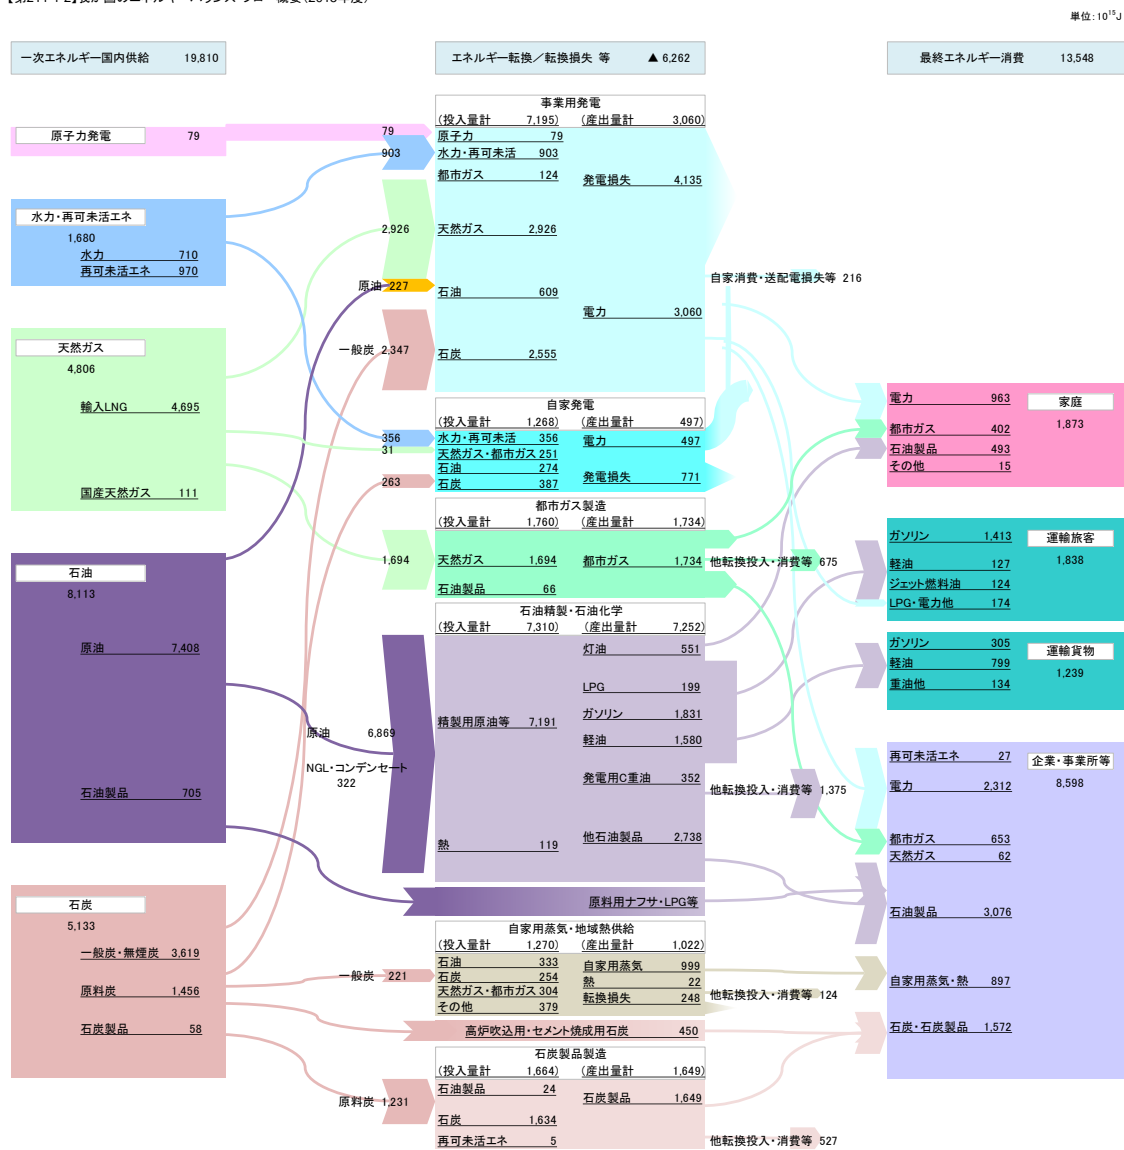 単位:10¹⁵J
一次エネルギー国内供給 19,810
エネルギー転換/転換損失 等 ▲ 6,262
最終エネルギー消費 13,548
原子力発電 79
水力・再可未活エネ
1,680
水力 710
再可未活エネ 970
天然ガス
4,806
輸入LNG 4,695
国産天然ガス 111
石油
8,113
原油 7,408
石油製品 705
石炭
5,133
一般炭・無煙炭 3,619
原料炭 1,456
石炭製品 58
79
903
2,926
原油 227
一般炭 2,347
356
31
263
1,694
原油 6,869
NGL・コンデンセート
322
一般炭 221
原料炭 1,231
事業用発電
(投入量計 7,195) (産出量計 3,060)
原子力 79
水力・再可未活 903
都市ガス 124
発電損失 4,135
天然ガス 2,926
石油 609
電力 3,060
石炭 2,555
自家消費・送配電損失等 216
自家発電
(投入量計 1,268) (産出量計 497)
水力・再可未活 356
電力 497
天然ガス・都市ガス 251
石油 274
発電損失 771
石炭 387
都市ガス製造
(投入量計 1,760) (産出量計 1,734)
天然ガス 1,694
都市ガス 1,734
他転換投入・消費等 675
石油製品 66
石油精製・石油化学
(投入量計 7,310) (産出量計 7,252)
灯油 551
LPG 199
ガソリン 1,831
精製用原油等 7,191
軽油 1,580
発電用C重油 352
他転換投入・消費等 1,375
他石油製品 2,738
熱 119
原料用ナフサ・LPG等
自家用蒸気・地域熱供給
(投入量計 1,270) (産出量計 1,022)
石油 333
自家用蒸気 999
石炭 254
熱 22
天然ガス・都市ガス 304
転換損失 248
他転換投入・消費等 124
その他 379
高炉吹込用・セメント焼成用石炭 450
石炭製品製造
(投入量計 1,664) (産出量計 1,649)
石油製品 24
石炭製品 1,649
石炭 1,634
再可未活エネ 5
他転換投入・消費等 527
電力 963
家庭
1,873
都市ガス 402
石油製品 493
その他 15
ガソリン 1,413
運輸旅客
1,838
軽油 127
ジェット燃料油 124
LPG・電力他 174
ガソリン 305
運輸貨物
1,239
軽油 799
重油他 134
再可未活エネ 27
企業・事業所等
8,598
電力 2,312
都市ガス 653
天然ガス 62
石油製品 3,076
自家用蒸気・熱 897
石炭・石炭製品 1,572